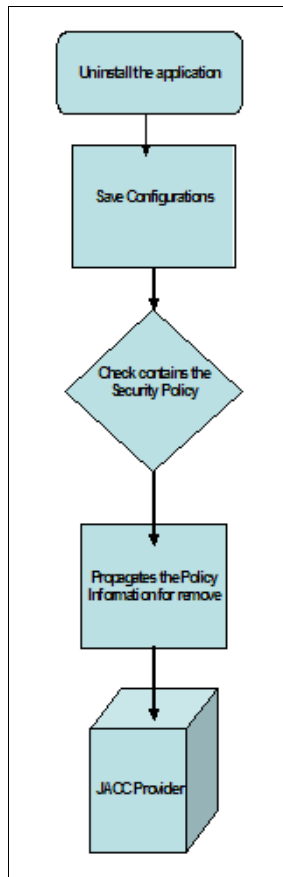 Uninstall the application
Save Configurations
Check contains the
Security Policy
Propagates the Policy
Information for remove
JACC Provider